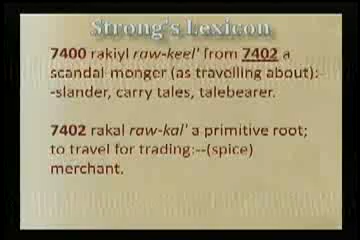 Strong's Lexicon
7400 rakiyl raw-keel' from 7402 a
scandal monger (as travelling about):-
-slander, carry tales, talebearer.
7402 rakal raw-kal' a primitive root;
to travel for trading:--(spice)
merchant.